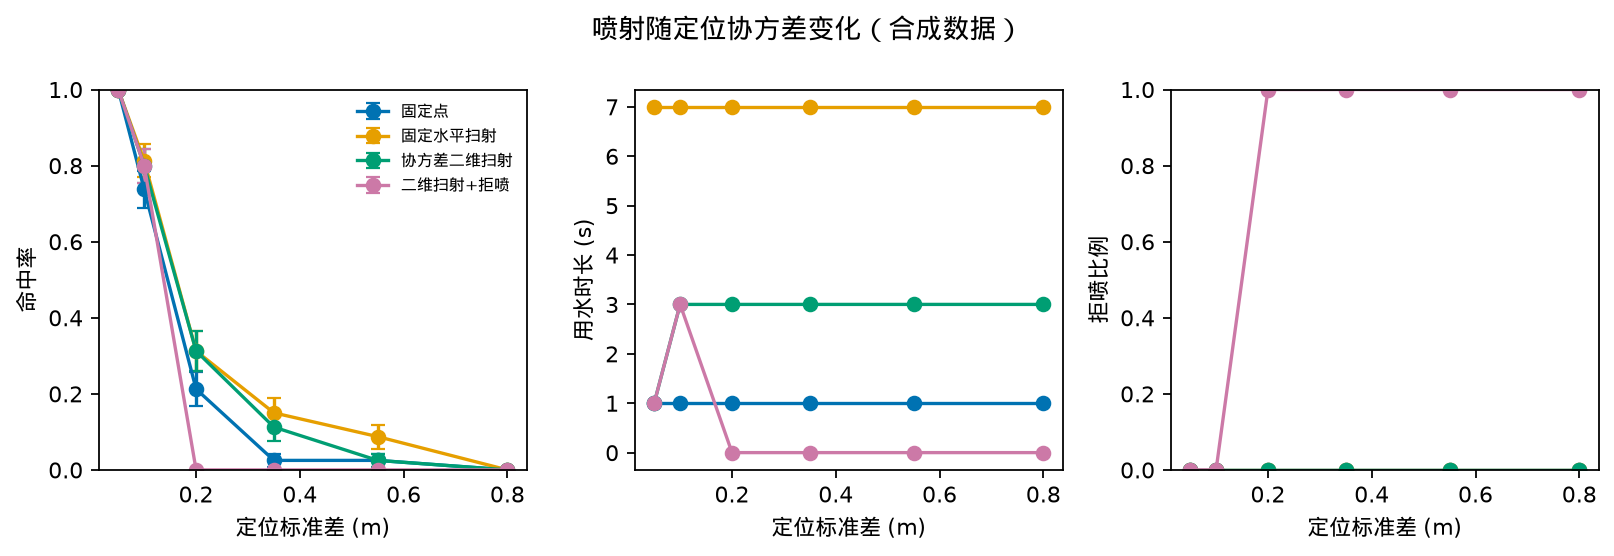 喷射随定位协方差变化（合成数据）
命中率
1.0
0.8
0.6
0.4
0.2
0.0
0.2 0.4 0.6 0.8
定位标准差 (m)
固定点
固定水平扫射
协方差二维扫射
二维扫射+拒喷
用水时长 (s)
7
6
5
4
3
2
1
0
0.2 0.4 0.6 0.8
定位标准差 (m)
拒喷比例
1.0
0.8
0.6
0.4
0.2
0.0
0.2 0.4 0.6 0.8
定位标准差 (m)